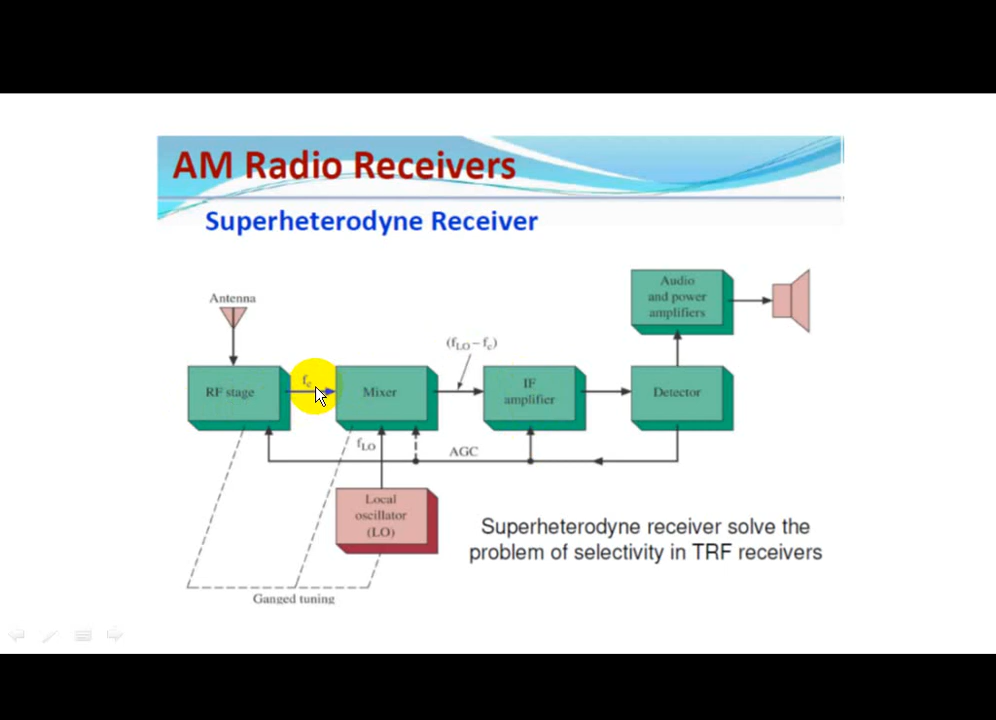 AM Radio Receivers
Superheterodyne Receiver
Audio
and power
amplifiers
Antenna
(fLO – fc)
RF stage
fc
Mixer
IF
amplifier
Detector
fLO
AGC
Local
oscillator
(LO)
Superheterodyne receiver solve the
problem of selectivity in TRF receivers
Ganged tuning